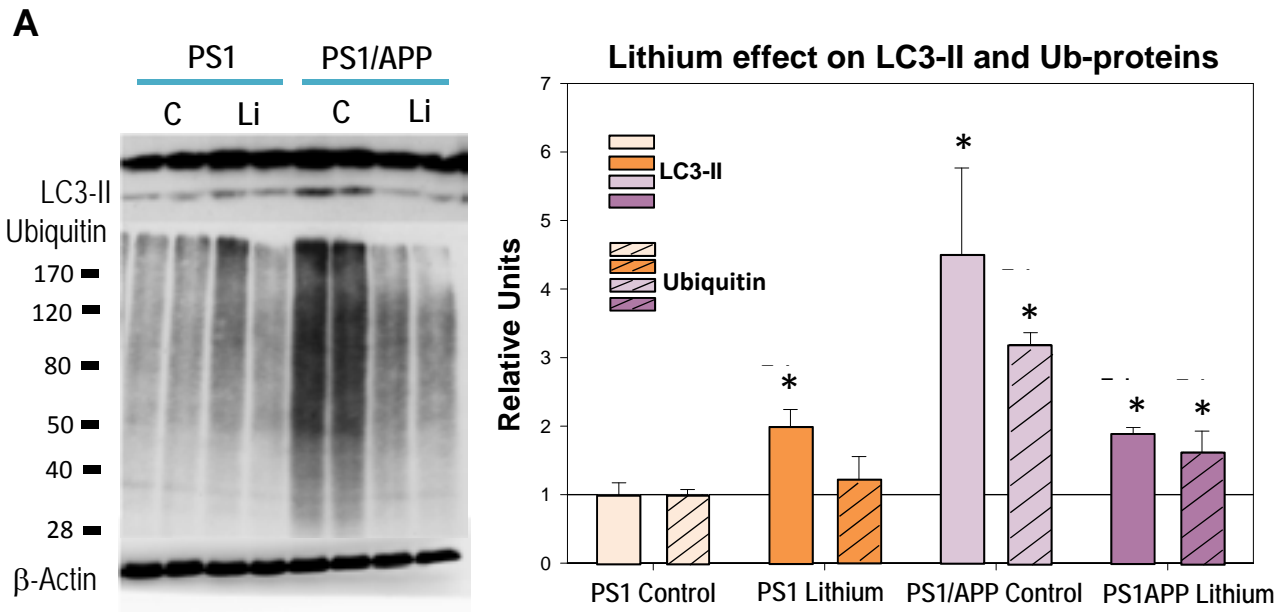 A
PS1 PS1/APP
C Li C Li
LC3-II
Ubiquitin
170
120
80
50
40
28
β-Actin
Lithium effect on LC3-II and Ub-proteins
Relative Units
7
6
5
4
3
2
1
0
LC3-II
Ubiquitin
*
*
*
*
*
PS1 Control PS1 Lithium PS1/APP Control PS1APP Lithium